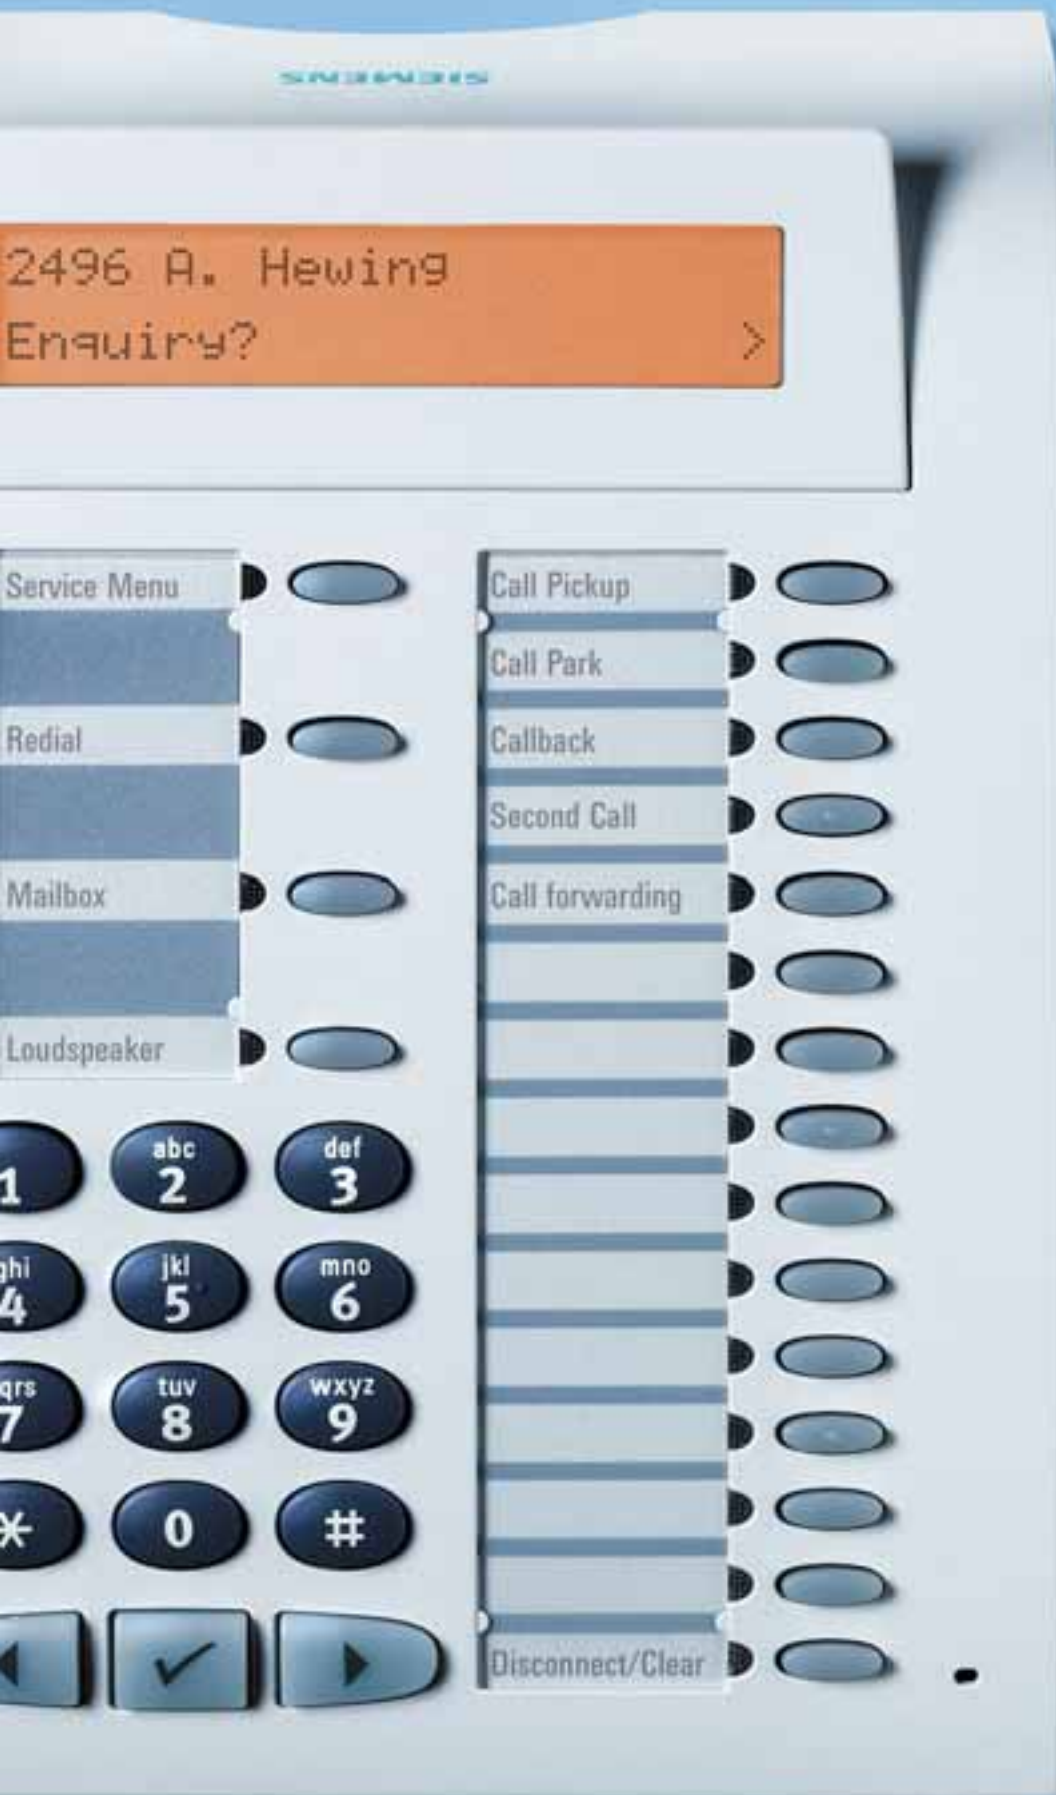 SIEMENS
2496 A. Hewing
Enquiry? >
Service Menu
Redial
Mailbox
Loudspeaker
Call Pickup
Call Park
Callback
Second Call
Call forwarding
Disconnect/Clear
1
abc
2
def
3
ghi
4
jkl
5
mno
6
qrs
7
tuv
8
wxyz
9
*
0
#